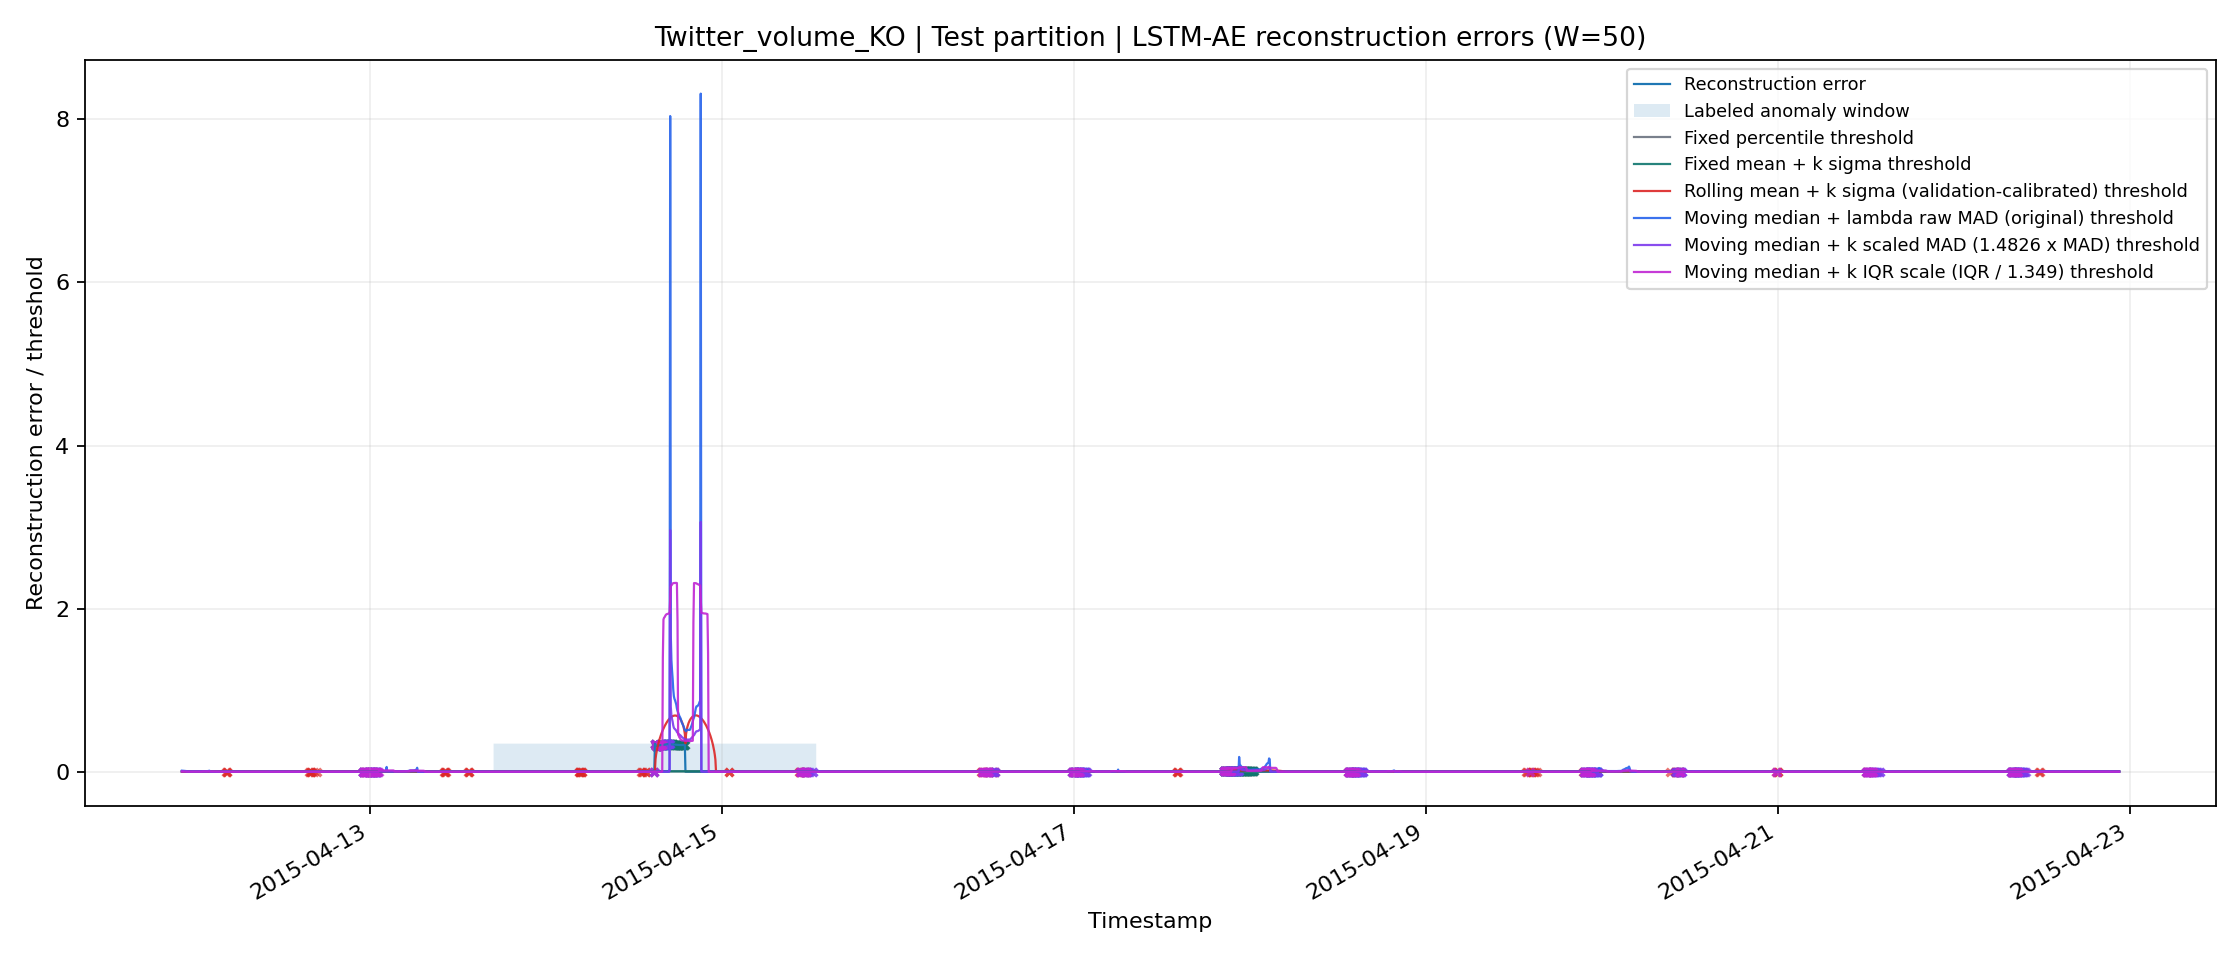 Twitter_volume_KO | Test partition | LSTM-AE reconstruction errors (W=50)
Reconstruction error
Labeled anomaly window
Fixed percentile threshold
Fixed mean + k sigma threshold
Rolling mean + k sigma (validation-calibrated) threshold
Moving median + lambda raw MAD (original) threshold
Moving median + k scaled MAD (1.4826 x MAD) threshold
Moving median + k IQR scale (IQR / 1.349) threshold
Reconstruction error / threshold
8
6
4
2
0
2015-04-13
2015-04-15
2015-04-17
2015-04-19
2015-04-21
2015-04-23
Timestamp